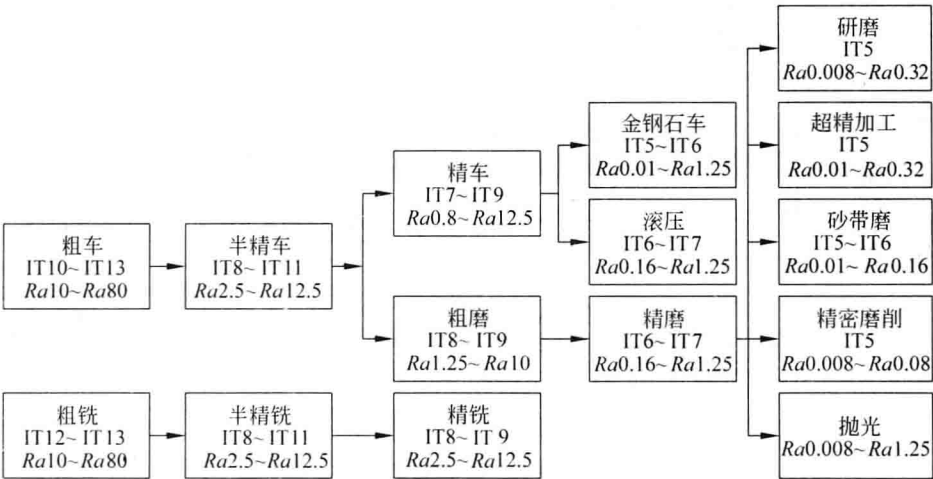 粗车
IT10~IT13
Ra10~Ra80
半精车
IT8~IT11
Ra2.5~Ra12.5
精车
IT7~IT9
Ra0.8~Ra12.5
粗磨
IT8~IT9
Ra1.25~Ra10
金钢石车
IT5~IT6
Ra0.01~Ra1.25
滚压
IT6~IT7
Ra0.16~Ra1.25
精磨
IT6~IT7
Ra0.16~Ra1.25
研磨
IT5
Ra0.008~Ra0.32
超精加工
IT5
Ra0.01~Ra0.32
砂带磨
IT5~IT6
Ra0.01~Ra0.16
精密磨削
IT5
Ra0.008~Ra0.08
抛光
Ra0.008~Ra1.25
粗铣
IT12~IT13
Ra10~Ra80
半精铣
IT8~IT11
Ra2.5~Ra12.5
精铣
IT8~IT9
Ra2.5~Ra12.5